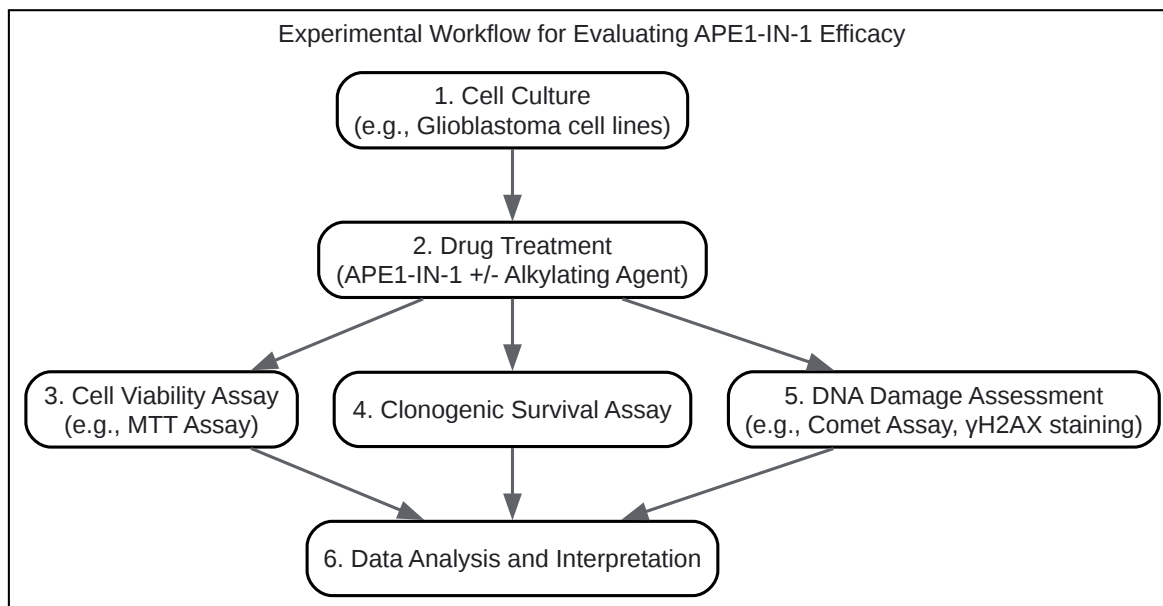 Experimental Workflow for Evaluating APE1-IN-1 Efficacy
1. Cell Culture
(e.g., Glioblastoma cell lines)
2. Drug Treatment
(APE1-IN-1 +/- Alkylating Agent)
3. Cell Viability Assay
(e.g., MTT Assay)
4. Clonogenic Survival Assay
5. DNA Damage Assessment
(e.g., Comet Assay, γH2AX staining)
6. Data Analysis and Interpretation